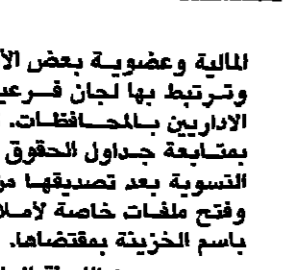 المالية وعضوية بعض الأ
وترتبط بها لجان فرعي
الاداريين بالمحافظات.
بمتابعة جداول الحقوق
التسوية بعد تصديقها من
وفتح ملفات خاصة لأملا
باسم الخزينة بمقتضاها.